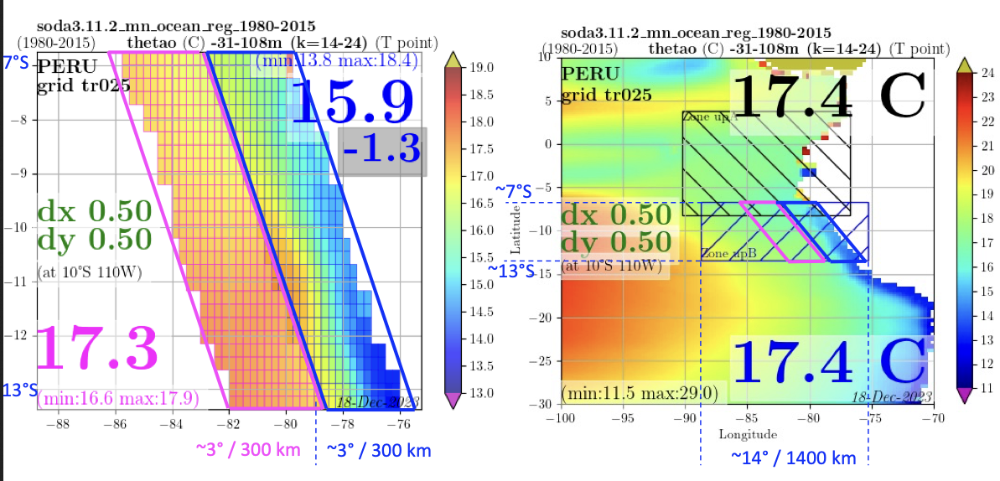 soda3.11.2_mn_ocean_reg_1980-2015
(1980-2015) thetao (C) -31-108m (k=14-24) (T point)
7°S
PERU
grid tr025
(min:13.8 max:18.4)
15.9
-1.3
−8
−9
−10
−11
−12
13°S
dx 0.50
dy 0.50
(at 10°S 110W)
17.3
(min:16.6 max:17.9)
18-Dec-2023
−88
−86
−84
−82
−80
−78
−76
~3° / 300 km
~3° / 300 km
19.0
18.5
18.0
17.5
17.0
16.5
16.0
15.5
15.0
14.5
14.0
13.5
13.0
soda3.11.2_mn_ocean_reg_1980-2015
(1980-2015) thetao (C) -31-108m (k=14-24) (T point)
10
5
0
−5
−10
−15
−20
−25
−30
PERU
grid tr025
17.4 C
Zone upA
~7°S
Latitude
~13°S
dx 0.50
dy 0.50
(at 10°S 110W)
Zone upB
17.4 C
(min:11.5 max:29.0)
18-Dec-2023
−100
−95
−90
−85
−80
−75
−70
Longitude
~14° / 1400 km
24
23
22
21
20
19
18
17
16
15
14
13
12
11